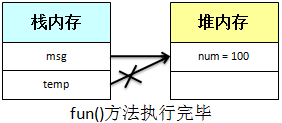 栈内存
堆内存
msg
num = 100
temp
fun()方法执行完毕